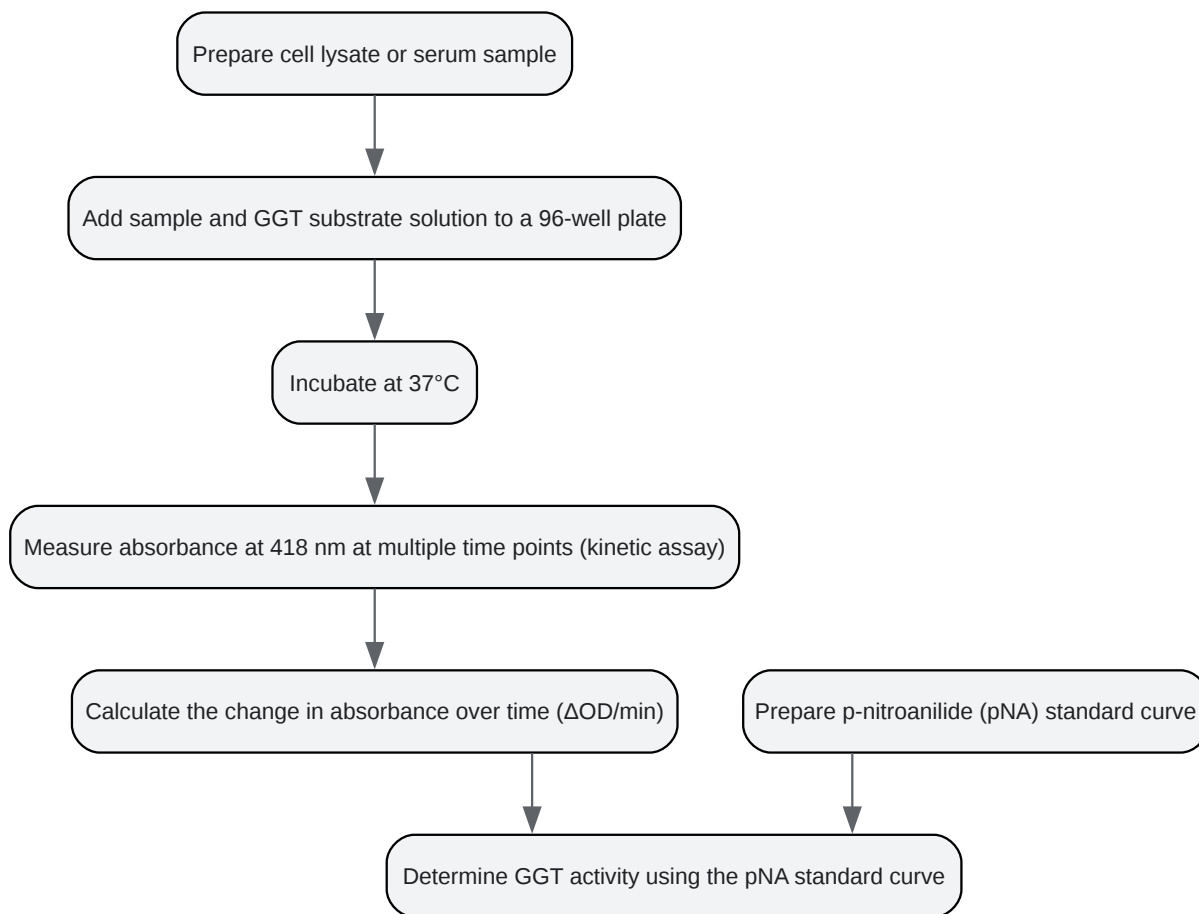 Prepare cell lysate or serum sample
Add sample and GGT substrate solution to a 96-well plate
Incubate at 37°C
Measure absorbance at 418 nm at multiple time points (kinetic assay)
Calculate the change in absorbance over time (ΔOD/min)
Prepare p-nitroanilide (pNA) standard curve
Determine GGT activity using the pNA standard curve